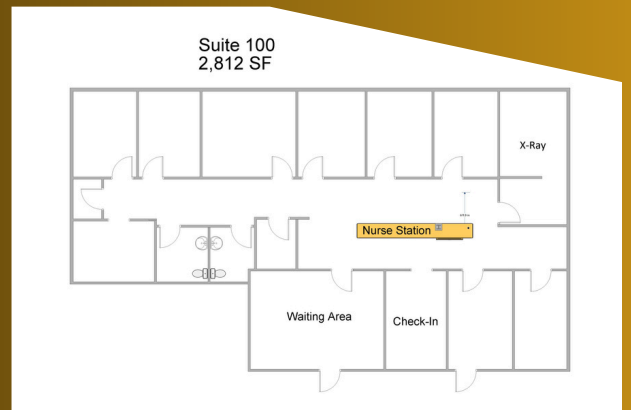 Suite 100
2,812 SF
X-Ray
Nurse Station
Waiting Area
Check-In